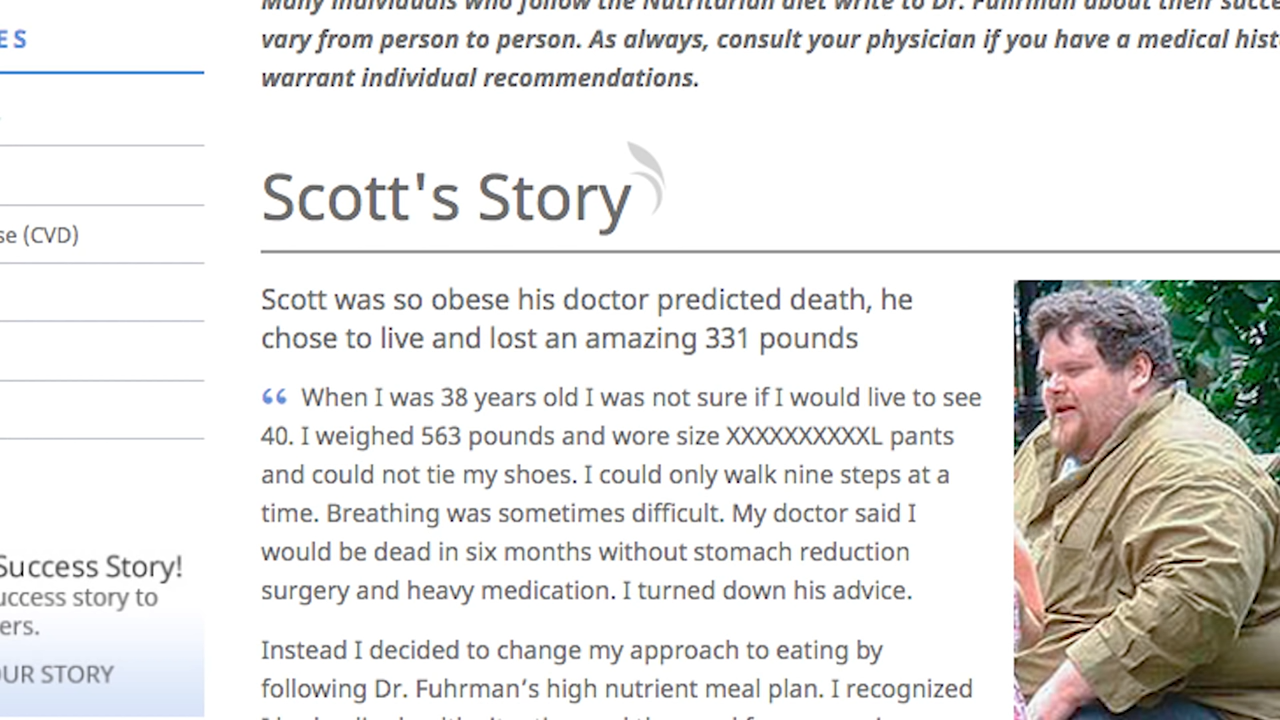 Many individuals who follow the Nutritarian diet write to Dr. Fuhrman about their
vary from person to person. As always, consult your physician if you have a medical
warrant individual recommendations.
ES
Scott's Story
se (CVD)
Scott was so obese his doctor predicted death, he
chose to live and lost an amazing 331 pounds
“ When I was 38 years old I was not sure if I would live to see
40. I weighed 563 pounds and wore size XXXXXXXXXXL pants
and could not tie my shoes. I could only walk nine steps at a
time. Breathing was sometimes difficult. My doctor said I
would be dead in six months without stomach reduction
surgery and heavy medication. I turned down his advice.
Instead I decided to change my approach to eating by
following Dr. Fuhrman’s high nutrient meal plan. I recognized
Success Story!
uccess story to
ers.
OUR STORY